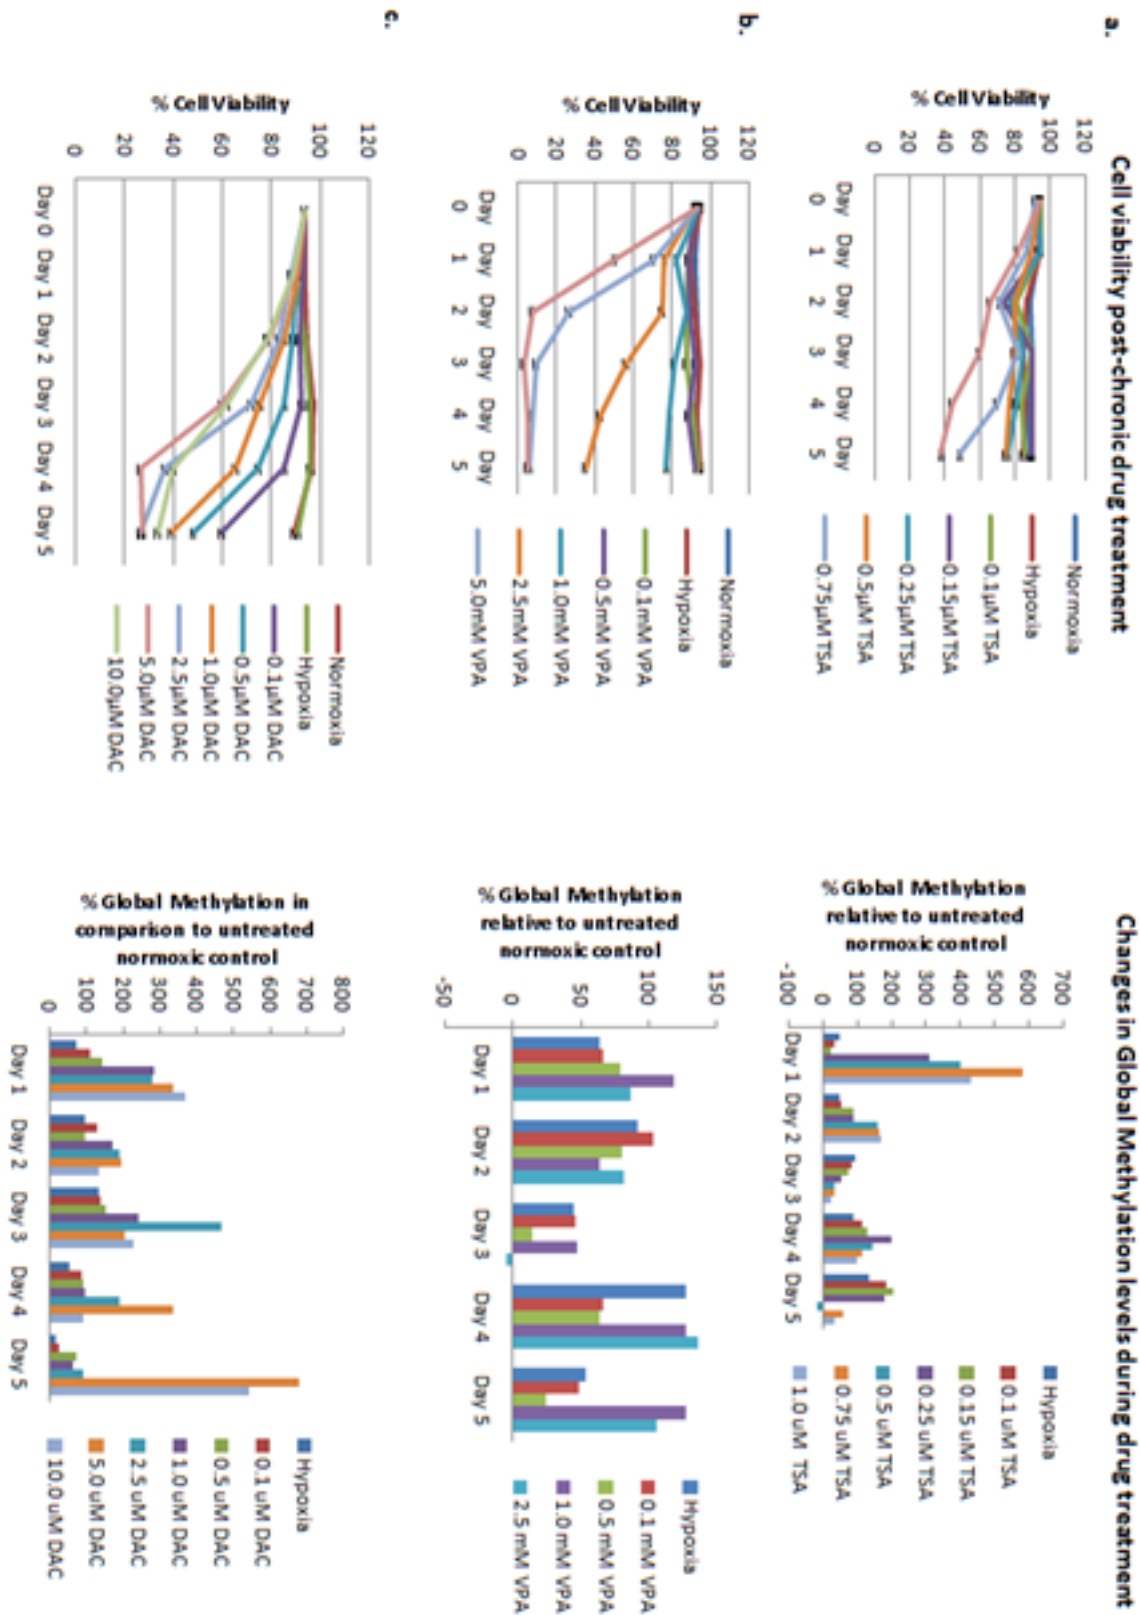 Cell viability post-chronic drug treatment
Changes in Global Methylation levels during drug treatment
a.
% Cell Viability
120
100
80
60
40
20
0
Day 0
Day 1
Day 2
Day 3
Day 4
Day 5
Normoxia
Hypoxia
0.1µM TSA
0.15µM TSA
0.25µM TSA
0.5µM TSA
0.75µM TSA
% Global Methylation
relative to untreated
normoxic control
700
600
500
400
300
200
100
0
-100
Day 1
Day 2
Day 3
Day 4
Day 5
Hypoxia
0.1 uM TSA
0.15 uM TSA
0.25 uM TSA
0.5 uM TSA
0.75 uM TSA
1.0 uM TSA
b.
% Cell Viability
120
100
80
60
40
20
0
Day 0
Day 1
Day 2
Day 3
Day 4
Day 5
Normoxia
Hypoxia
0.1mM VPA
0.5mM VPA
1.0mM VPA
2.5mM VPA
5.0mM VPA
% Global Methylation
relative to untreated
normoxic control
150
100
50
0
-50
Day 1
Day 2
Day 3
Day 4
Day 5
Hypoxia
0.1 mM VPA
0.5 mM VPA
1.0 mM VPA
2.5 mM VPA
c.
% Cell Viability
120
100
80
60
40
20
0
Day 0
Day 1
Day 2
Day 3
Day 4
Day 5
Normoxia
Hypoxia
0.1µM DAC
0.5µM DAC
1.0µM DAC
2.5µM DAC
5.0µM DAC
10.0µM DAC
% Global Methylation in
comparison to untreated
normoxic control
800
700
600
500
400
300
200
100
0
Day 1
Day 2
Day 3
Day 4
Day 5
Hypoxia
0.1 uM DAC
0.5 uM DAC
1.0 uM DAC
2.5 uM DAC
5.0 uM DAC
10.0 uM DAC